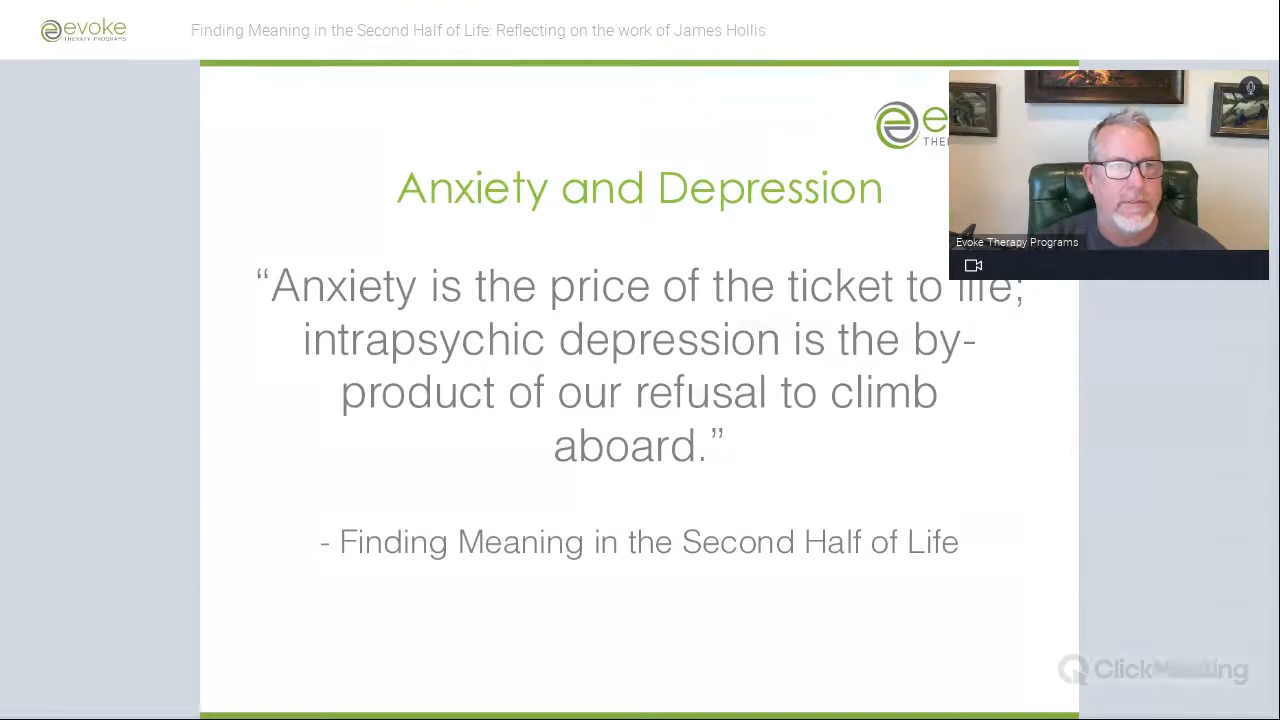 evoke
THERAPY PROGRAMS
Finding Meaning in the Second Half of Life: Reflecting on the work of James Hollis
e
THE
Anxiety and Depression
Evoke Therapy Programs
“Anxiety is the price of the ticket to life;
intrapsychic depression is the by-
product of our refusal to climb
aboard.”
- Finding Meaning in the Second Half of Life
ClickMeeting